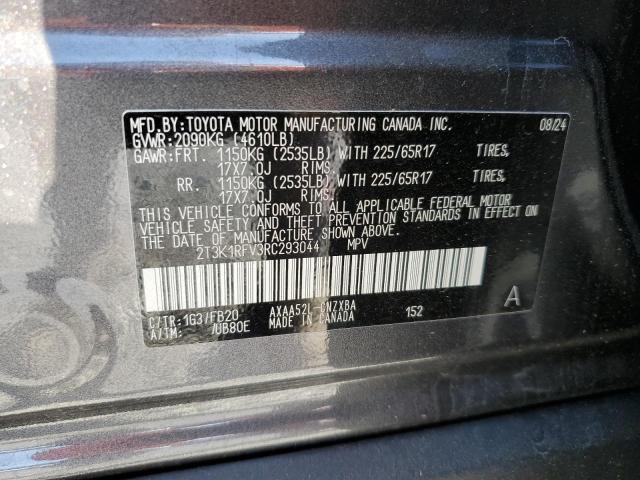 MFD.BY:TOYOTA MOTOR MANUFACTURING CANADA INC. 08/24
GVWR:2090KG (4610LB)
GAWR:FRT. 1150KG (2535LB) WITH 225/65R17 TIRES,
17X7.0J RIMS.
RR. 1150KG (2535LB) WITH 225/65R17 TIRES,
17X7.0J RIMS.
THIS VEHICLE CONFORMS TO ALL APPLICABLE FEDERAL MOTOR
VEHICLE SAFETY AND THEFT PREVENTION STANDARDS IN EFFECT ON
THE DATE OF MANUFACTURE SHOWN ABOVE.
2T3K1RFV3RC293044 MPV
C/TR:1G3/FB20 AXAA52L-CNZXBA 152 A
A/TM: /UB80E MADE IN CANADA